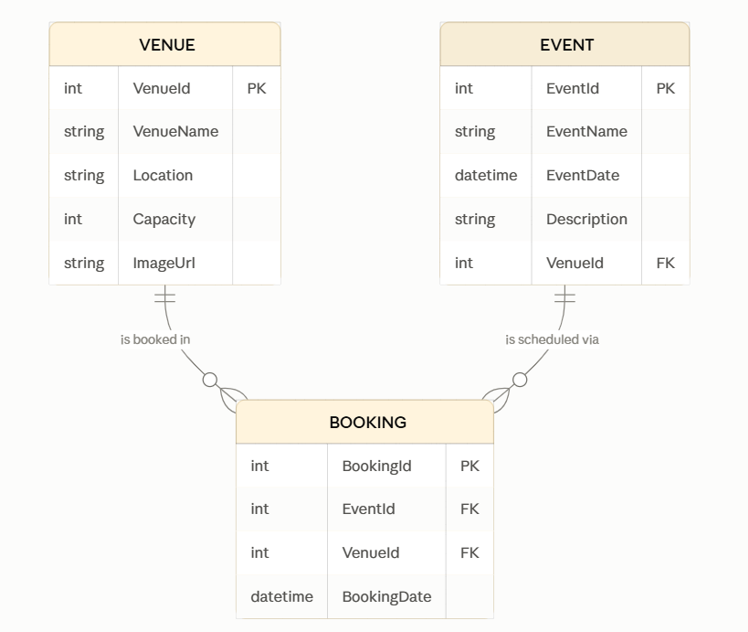 VENUE
int VenueId PK
string VenueName
string Location
int Capacity
string ImageUrl
EVENT
int EventId PK
string EventName
datetime EventDate
string Description
int VenueId FK
is booked in
is scheduled via
BOOKING
int BookingId PK
int EventId FK
int VenueId FK
datetime BookingDate